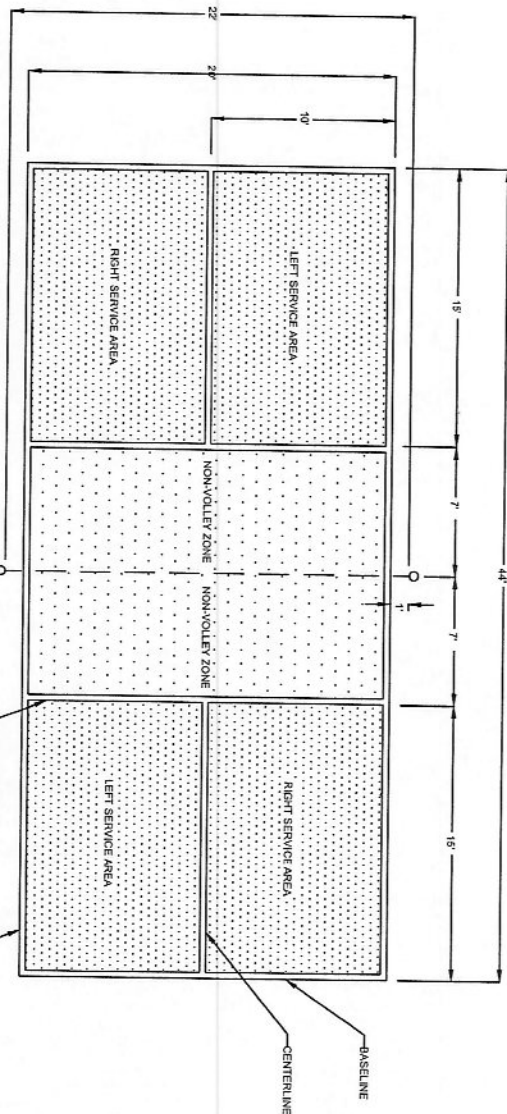 22'
20'
10'
44'
15'
7'
7'
15'
1'
LEFT SERVICE AREA
RIGHT SERVICE AREA
NON-VOLLEY ZONE
NON-VOLLEY ZONE
RIGHT SERVICE AREA
LEFT SERVICE AREA
BASELINE
CENTERLINE